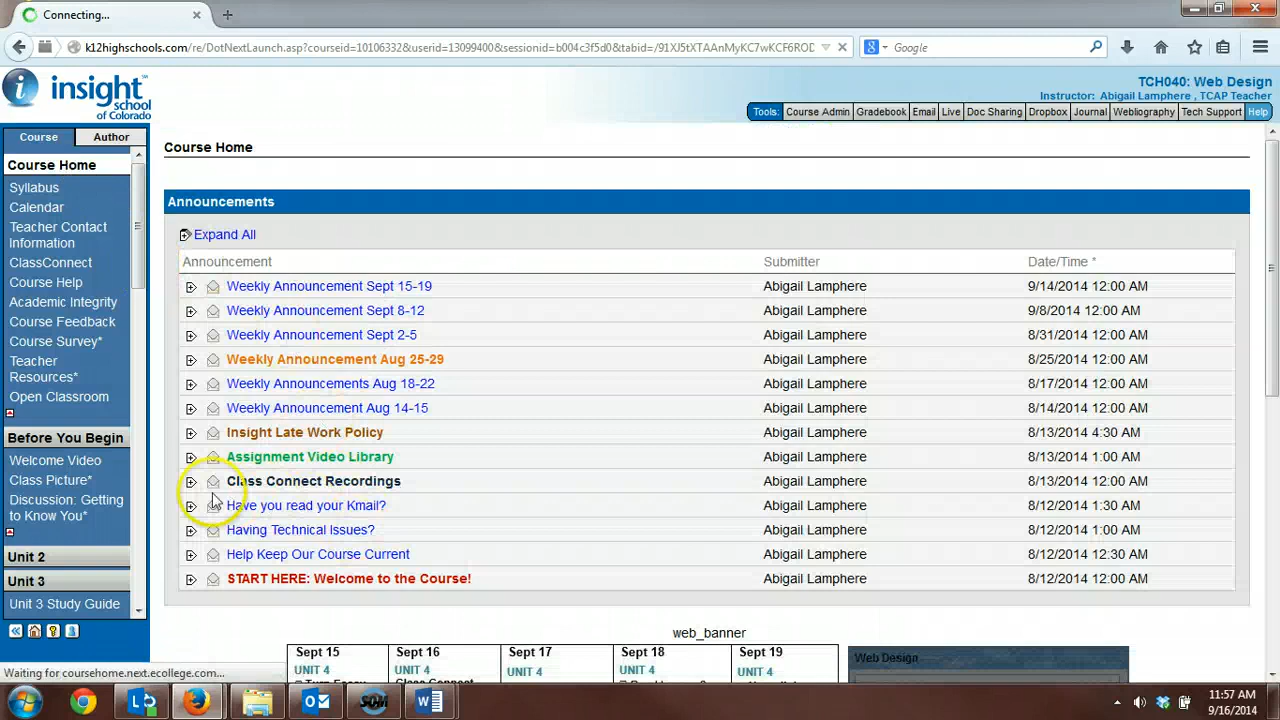 Connecting...
k12highschools.com/re/DotNextLaunch.asp?courseid=10106332&userid=13099400&sessionid=b004c3f5d0&tabid=/91XJ5tXTAAnMyKC7wKCF6ROD
Google
insight
school
of Colorado
TCH040: Web Design
Instructor: Abigail Lamphere , TCAP Teacher
Tools: Course Admin Gradebook Email Live Doc Sharing Dropbox Journal Webliography Tech Support Help
Course Author
Course Home
Syllabus
Calendar
Teacher Contact
Information
ClassConnect
Course Help
Academic Integrity
Course Feedback
Course Survey*
Teacher
Resources*
Open Classroom
Before You Begin
Welcome Video
Class Picture*
Discussion: Getting
to Know You*
Unit 2
Unit 3
Unit 3 Study Guide
Course Home
Announcements
Expand All
Announcement Submitter Date/Time *
Weekly Announcement Sept 15-19 Abigail Lamphere 9/14/2014 12:00 AM
Weekly Announcement Sept 8-12 Abigail Lamphere 9/8/2014 12:00 AM
Weekly Announcement Sept 2-5 Abigail Lamphere 8/31/2014 12:00 AM
Weekly Announcement Aug 25-29 Abigail Lamphere 8/25/2014 12:00 AM
Weekly Announcements Aug 18-22 Abigail Lamphere 8/17/2014 12:00 AM
Weekly Announcement Aug 14-15 Abigail Lamphere 8/14/2014 12:00 AM
Insight Late Work Policy Abigail Lamphere 8/13/2014 4:30 AM
Assignment Video Library Abigail Lamphere 8/13/2014 1:00 AM
Class Connect Recordings Abigail Lamphere 8/13/2014 12:00 AM
Have you read your Kmail? Abigail Lamphere 8/12/2014 1:30 AM
Having Technical Issues? Abigail Lamphere 8/12/2014 1:00 AM
Help Keep Our Course Current Abigail Lamphere 8/12/2014 12:30 AM
START HERE: Welcome to the Course! Abigail Lamphere 8/12/2014 12:00 AM
web_banner
Sept 15 Sept 16 Sept 17 Sept 18 Sept 19
UNIT 4 UNIT 4 UNIT 4 UNIT 4 UNIT 4
Web Design
Waiting for coursehome.next.ecollege.com...
11:57 AM
9/16/2014